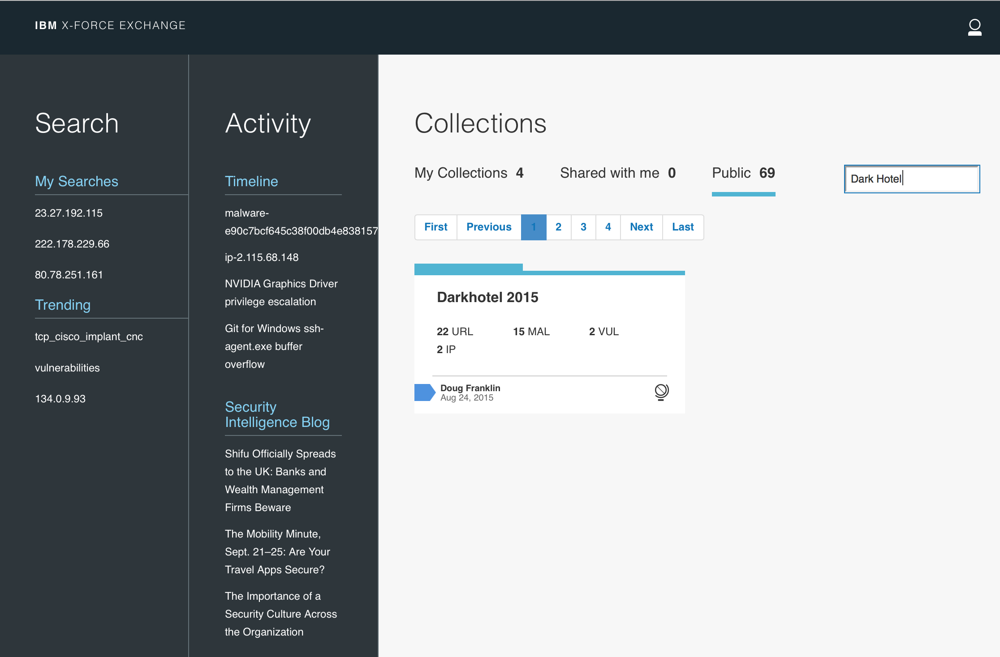 IBM X-FORCE EXCHANGE
Search
My Searches
23.27.192.115
222.178.229.66
80.78.251.161
Trending
tcp_cisco_implant_cnc
vulnerabilities
134.0.9.93
Activity
Timeline
malware-
e90c7bcf645c38f00db4e838157
ip-2.115.68.148
NVIDIA Graphics Driver
privilege escalation
Git for Windows ssh-
agent.exe buffer
overflow
Security
Intelligence Blog
Shifu Officially Spreads
to the UK: Banks and
Wealth Management
Firms Beware
The Mobility Minute,
Sept. 21–25: Are Your
Travel Apps Secure?
The Importance of a
Security Culture Across
the Organization
Collections
My Collections 4 Shared with me 0 Public 69 Dark Hotel
First Previous 1 2 3 4 Next Last
Darkhotel 2015
22 URL 15 MAL 2 VUL
2 IP
Doug Franklin
Aug 24, 2015